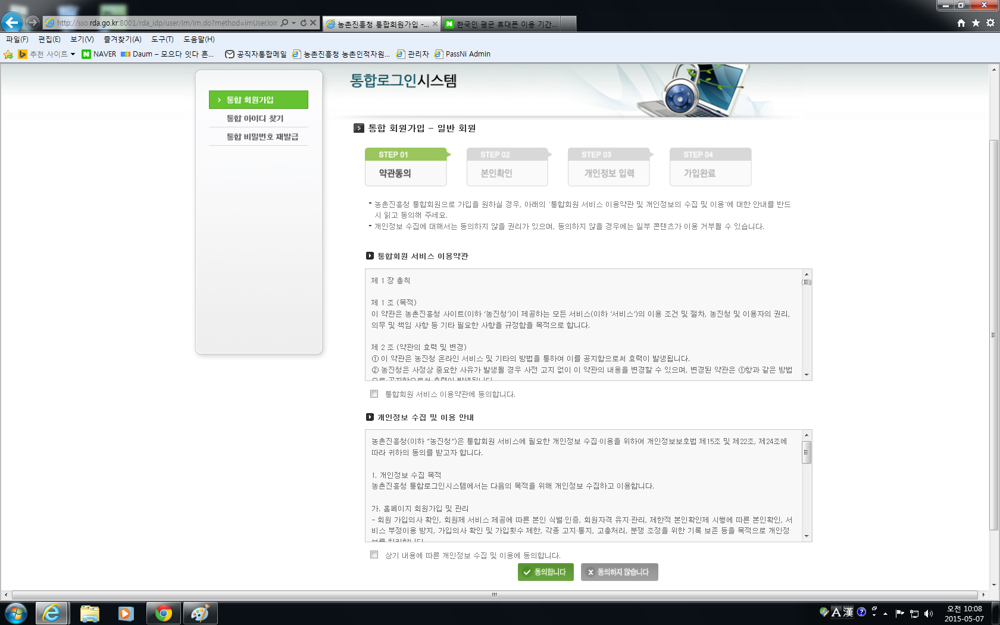 http://sso.rda.go.kr:8001/rda_idp/user/im/im.do?method=imUserJoir
농촌진흥청 통합회원가입 -...
한국인 평균 휴대폰 이용 기간...
파일(F) 편집(E) 보기(V) 즐겨찾기(A) 도구(T) 도움말(H)
추천 사이트 NAVER Daum – 모으다 잇다 흔... 공직자통합메일 농촌진흥청 농촌인적자원... 관리자 PassNi Admin
통합 회원가입
통합 아이디 찾기
통합 비밀번호 재발급
통합로그인시스템
통합 회원가입 – 일반 회원
STEP 01 STEP 02 STEP 03 STEP 04
약관동의 본인확인 개인정보 입력 가입완료
- 농촌진흥청 통합회원으로 가입을 원하실 경우, 아래의 '통합회원 서비스 이용약관 및 개인정보의 수집 및 이용'에 대한 안내를 반드
시 읽고 동의해 주세요.
- 개인정보 수집에 대해서는 동의하지 않을 권리가 있으며, 동의하지 않을 경우에는 일부 콘텐츠가 이용 거부될 수 있습니다.
통합회원 서비스 이용약관
제 1 장 총칙
제 1 조 (목적)
이 약관은 농촌진흥청 사이트(이하 ‘농진청’)이 제공하는 모든 서비스(이하 ‘서비스’)의 이용 조건 및 절차, 농진청 및 이용자의 권리,
의무 및 책임 사항 등 기타 필요한 사항을 규정함을 목적으로 합니다.
제 2 조 (약관의 효력 및 변경)
① 이 약관은 농진청 온라인 서비스 및 기타의 방법을 통하여 이를 공지함으로써 효력이 발생됩니다.
② 농진청은 사정상 중요한 사유가 발생될 경우 사전 고지 없이 이 약관의 내용을 변경할 수 있으며, 변경된 약관은 ①항과 같은 방법
으로 공지함으로써 효력이 발생됩니다
통합회원 서비스 이용약관에 동의합니다.
개인정보 수집 및 이용 안내
농촌진흥청(이하 “농진청”)은 통합회원 서비스에 필요한 개인정보 수집·이용을 위하여 개인정보보호법 제15조 및 제22조, 제24조에
따라 귀하의 동의를 받고자 합니다.
1. 개인정보 수집 목적
농촌진흥청 통합로그인시스템에서는 다음의 목적을 위해 개인정보 수집하고 이용합니다.
가. 홈페이지 회원가입 및 관리
- 회원 가입의사 확인, 회원제 서비스 제공에 따른 본인 식별·인증, 회원자격 유지·관리, 제한적 본인확인제 시행에 따른 본인확인, 서
비스 부정이용 방지, 가입의사 확인 및 가입횟수 제한, 각종 고지·통지, 고충처리, 분쟁 조정을 위한 기록 보존 등을 목적으로 개인정
보를 처리합니다
상기 내용에 따른 개인정보 수집 및 이용에 동의합니다.
동의합니다 동의하지 않습니다
A 漢
오전 10:08
2015-05-07